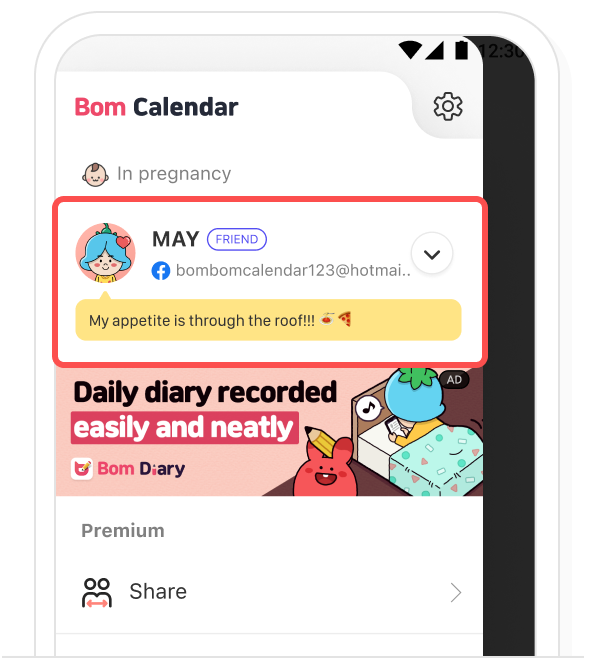 12:30
Bom Calendar
In pregnancy
MAY FRIEND
bombomcalendar123@hotmai..
My appetite is through the roof!!!
Daily diary recorded
AD
easily and neatly
Bom Diary
Premium
Share